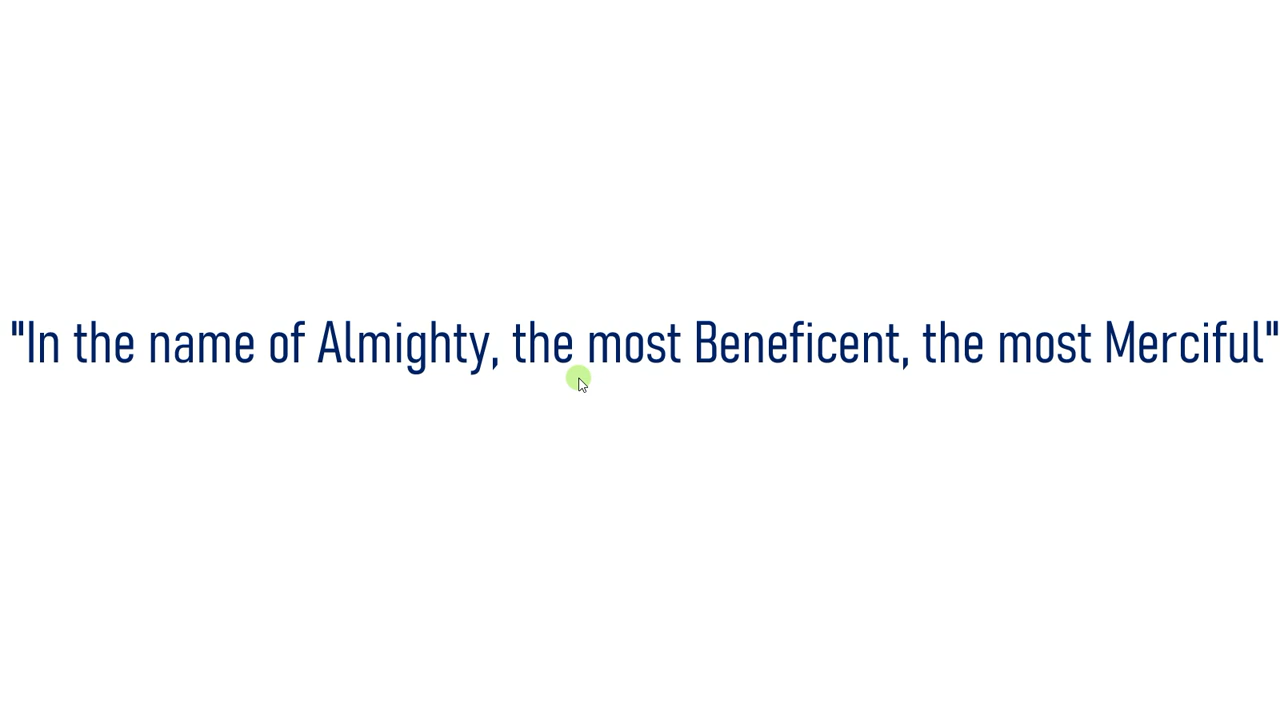 "In the name of Almighty, the most Beneficent, the most Merciful"